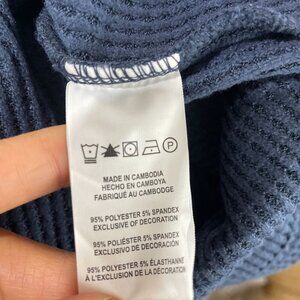 MADE IN CAMBODIA
HECHO EN CAMBOYA
FABRIQUÉ AU CAMBODGE
95% POLYESTER 5% SPANDEX
EXCLUSIVE OF DECORATION
95% POLIÉSTER 5% SPANDEX
EXCLUSIVO DE DECORACIÓN
95% POLYESTER 5% ÉLASTHANNE
À L'EXCLUSION DE LA DÉCORATION